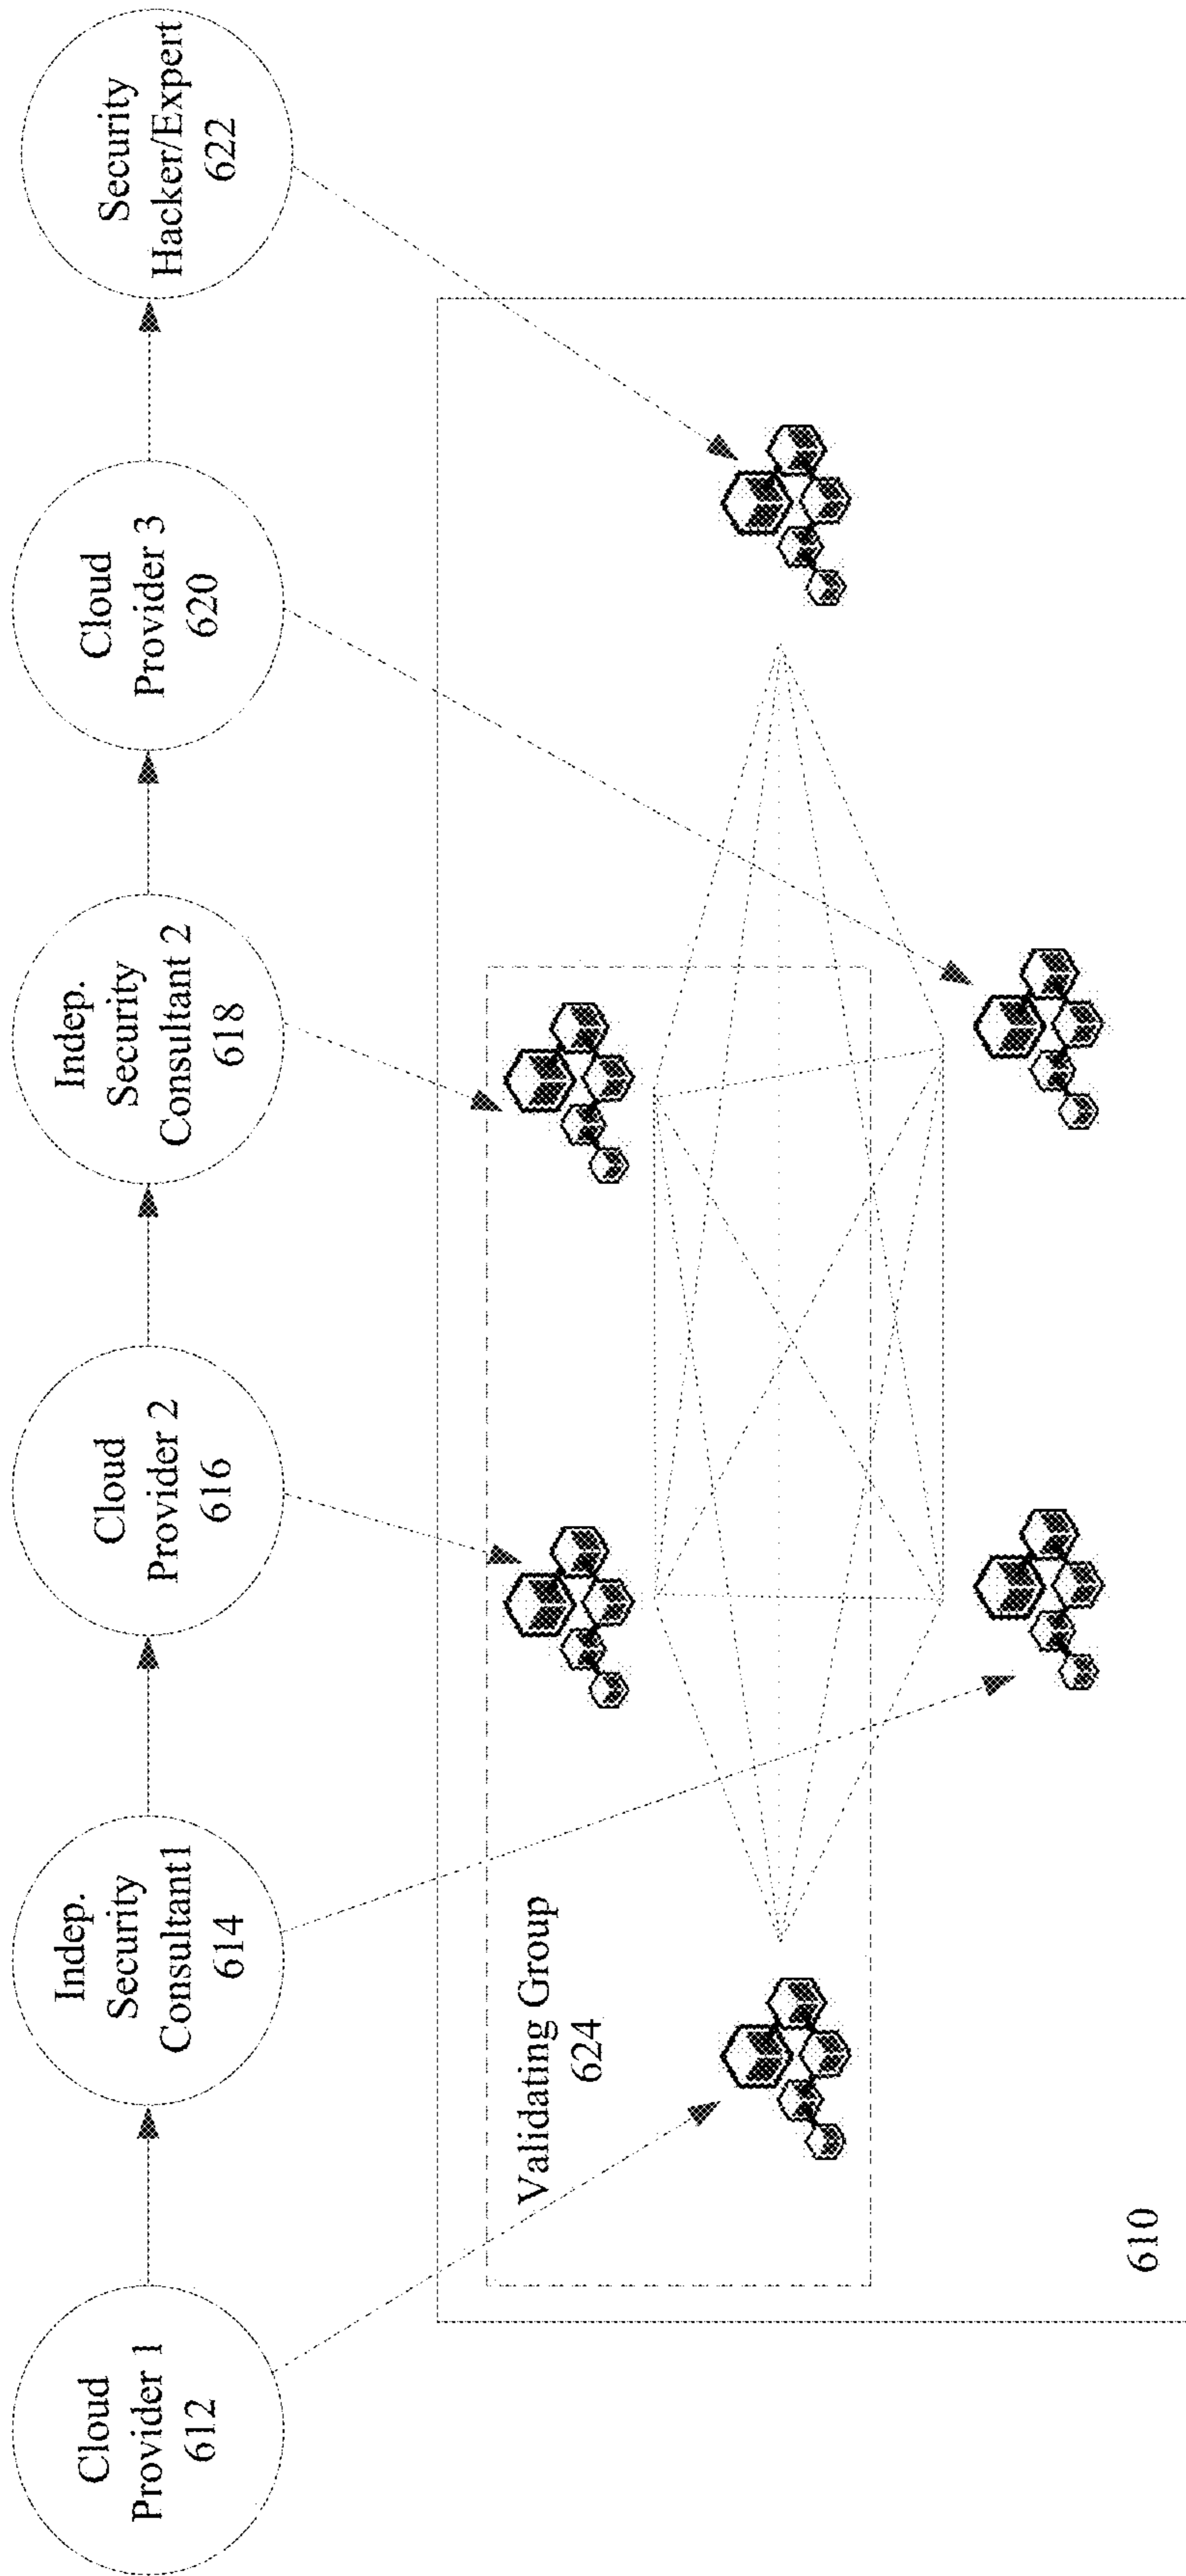 Cloud
Provider 1
612
Indep.
Security
Consultant1
614
Cloud
Provider 2
616
Indep.
Security
Consultant 2
618
Cloud
Provider 3
620
Security
Hacker/Expert
622
Validating Group
624
610